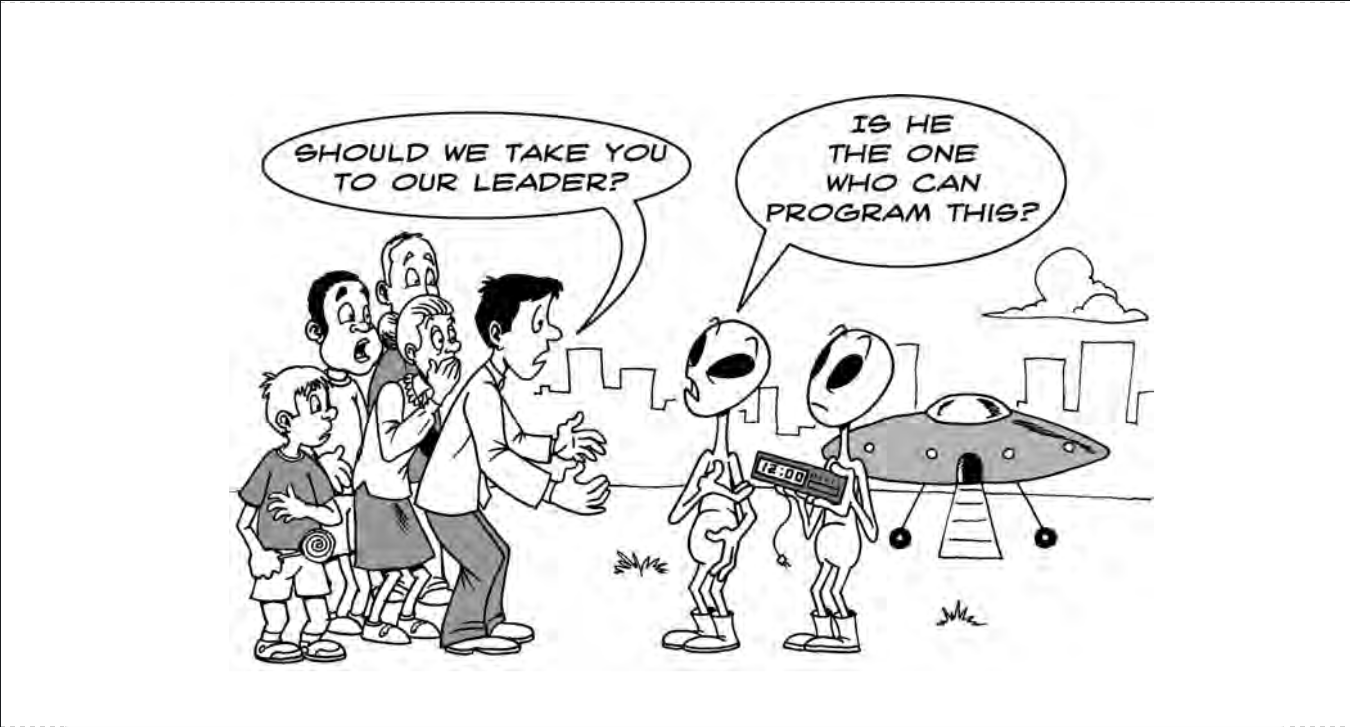 SHOULD WE TAKE YOU
TO OUR LEADER?
IS HE
THE ONE
WHO CAN
PROGRAM THIS?
12:00